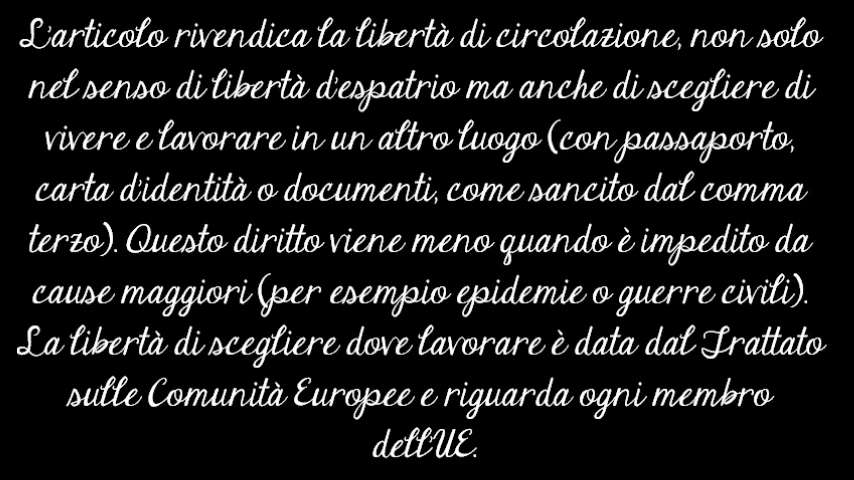 L'articolo rivendica la libertà di circolazione, non solo
nel senso di libertà d'espatrio ma anche di scegliere di
vivere e lavorare in un altro luogo (con passaporto,
carta d'identità o documenti, come sancito dal comma
terzo). Questo diritto viene meno quando è impedito da
cause maggiori (per esempio epidemie o guerre civili).
La libertà di scegliere dove lavorare è data dal Trattato
sulle Comunità Europee e riguarda ogni membro
dell'UE.